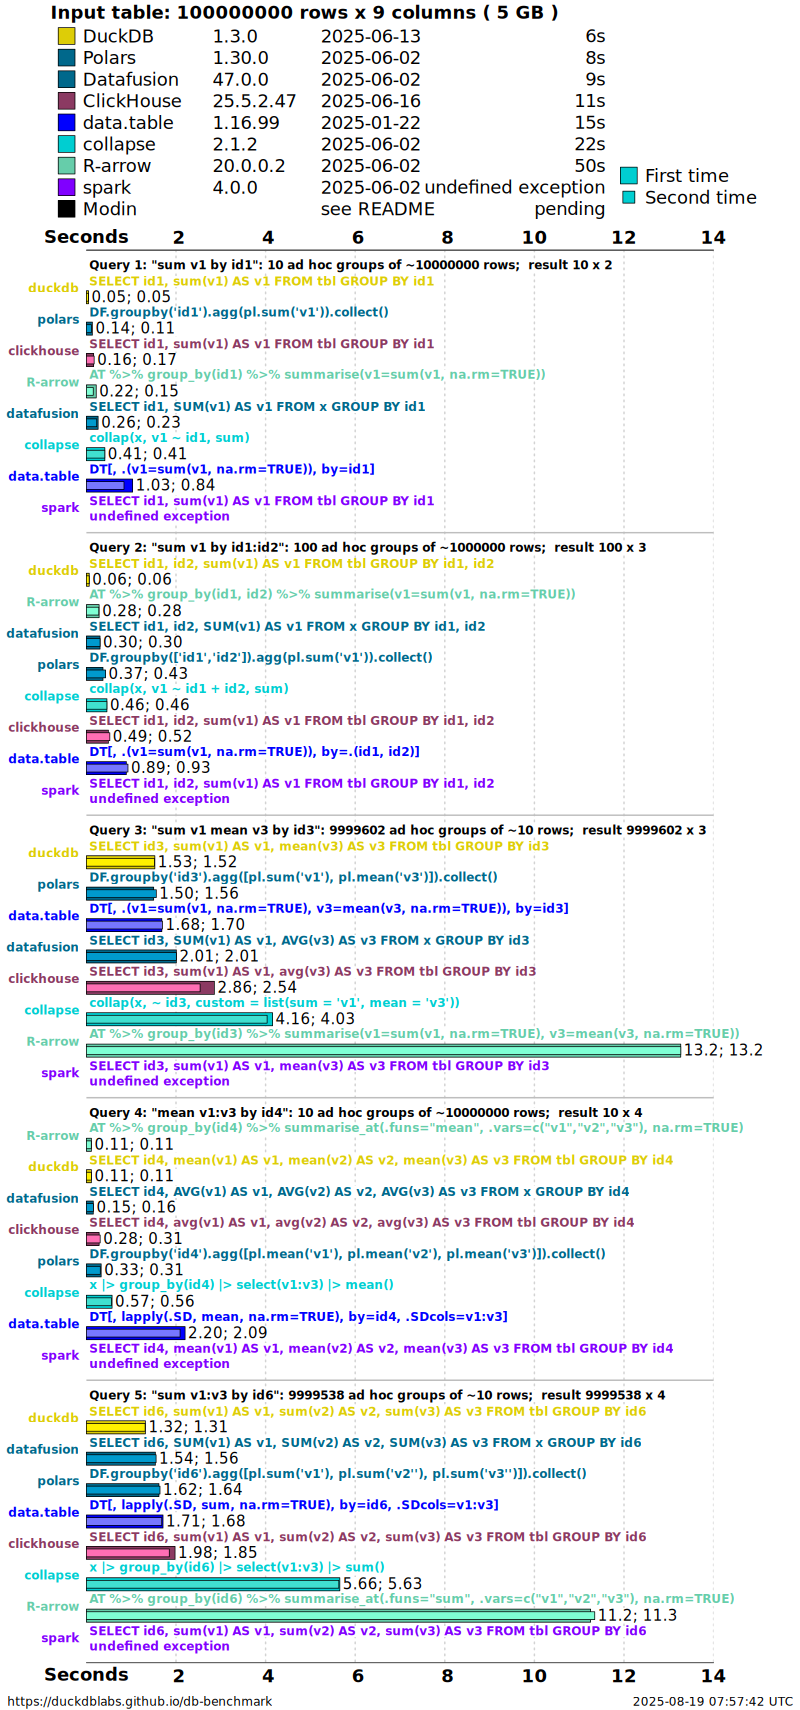 Input table: 100000000 rows x 9 columns ( 5 GB )
DuckDB 1.3.0 2025-06-13 6s
Polars 1.30.0 2025-06-02 8s
Datafusion 47.0.0 2025-06-02 9s
ClickHouse 25.5.2.47 2025-06-16 11s
data.table 1.16.99 2025-01-22 15s
collapse 2.1.2 2025-06-02 22s
R-arrow 20.0.0.2 2025-06-02 50s
spark 4.0.0 2025-06-02 undefined exception
Modin see README pending
First time
Second time
Seconds 2 4 6 8 10 12 14
Query 1: "sum v1 by id1": 10 ad hoc groups of ~10000000 rows;  result 10 x 2
duckdb SELECT id1, sum(v1) AS v1 FROM tbl GROUP BY id1
0.05; 0.05
polars DF.groupby('id1').agg(pl.sum('v1')).collect()
0.14; 0.11
clickhouse SELECT id1, sum(v1) AS v1 FROM tbl GROUP BY id1
0.16; 0.17
R-arrow AT %>% group_by(id1) %>% summarise(v1=sum(v1, na.rm=TRUE))
0.22; 0.15
datafusion SELECT id1, SUM(v1) AS v1 FROM x GROUP BY id1
0.26; 0.23
collapse collap(x, v1 ~ id1, sum)
0.41; 0.41
data.table DT[, .(v1=sum(v1, na.rm=TRUE)), by=id1]
1.03; 0.84
spark SELECT id1, sum(v1) AS v1 FROM tbl GROUP BY id1
undefined exception
Query 2: "sum v1 by id1:id2": 100 ad hoc groups of ~1000000 rows;  result 100 x 3
duckdb SELECT id1, id2, sum(v1) AS v1 FROM tbl GROUP BY id1, id2
0.06; 0.06
R-arrow AT %>% group_by(id1, id2) %>% summarise(v1=sum(v1, na.rm=TRUE))
0.28; 0.28
datafusion SELECT id1, id2, SUM(v1) AS v1 FROM x GROUP BY id1, id2
0.30; 0.30
polars DF.groupby(['id1','id2']).agg(pl.sum('v1')).collect()
0.37; 0.43
collapse collap(x, v1 ~ id1 + id2, sum)
0.46; 0.46
clickhouse SELECT id1, id2, sum(v1) AS v1 FROM tbl GROUP BY id1, id2
0.49; 0.52
data.table DT[, .(v1=sum(v1, na.rm=TRUE)), by=.(id1, id2)]
0.89; 0.93
spark SELECT id1, id2, sum(v1) AS v1 FROM tbl GROUP BY id1, id2
undefined exception
Query 3: "sum v1 mean v3 by id3": 9999602 ad hoc groups of ~10 rows;  result 9999602 x 3
duckdb SELECT id3, sum(v1) AS v1, mean(v3) AS v3 FROM tbl GROUP BY id3
1.53; 1.52
polars DF.groupby('id3').agg([pl.sum('v1'), pl.mean('v3')]).collect()
1.50; 1.56
data.table DT[, .(v1=sum(v1, na.rm=TRUE), v3=mean(v3, na.rm=TRUE)), by=id3]
1.68; 1.70
datafusion SELECT id3, SUM(v1) AS v1, AVG(v3) AS v3 FROM x GROUP BY id3
2.01; 2.01
clickhouse SELECT id3, sum(v1) AS v1, avg(v3) AS v3 FROM tbl GROUP BY id3
2.86; 2.54
collapse collap(x, ~ id3, custom = list(sum = 'v1', mean = 'v3'))
4.16; 4.03
R-arrow AT %>% group_by(id3) %>% summarise(v1=sum(v1, na.rm=TRUE), v3=mean(v3, na.rm=TRUE))
13.2; 13.2
spark SELECT id3, sum(v1) AS v1, mean(v3) AS v3 FROM tbl GROUP BY id3
undefined exception
Query 4: "mean v1:v3 by id4": 10 ad hoc groups of ~10000000 rows;  result 10 x 4
R-arrow AT %>% group_by(id4) %>% summarise_at(.funs="mean", .vars=c("v1","v2","v3"), na.rm=TRUE)
0.11; 0.11
duckdb SELECT id4, mean(v1) AS v1, mean(v2) AS v2, mean(v3) AS v3 FROM tbl GROUP BY id4
0.11; 0.11
datafusion SELECT id4, AVG(v1) AS v1, AVG(v2) AS v2, AVG(v3) AS v3 FROM x GROUP BY id4
0.15; 0.16
clickhouse SELECT id4, avg(v1) AS v1, avg(v2) AS v2, avg(v3) AS v3 FROM tbl GROUP BY id4
0.28; 0.31
polars DF.groupby('id4').agg([pl.mean('v1'), pl.mean('v2'), pl.mean('v3')]).collect()
0.33; 0.31
collapse x |> group_by(id4) |> select(v1:v3) |> mean()
0.57; 0.56
data.table DT[, lapply(.SD, mean, na.rm=TRUE), by=id4, .SDcols=v1:v3]
2.20; 2.09
spark SELECT id4, mean(v1) AS v1, mean(v2) AS v2, mean(v3) AS v3 FROM tbl GROUP BY id4
undefined exception
Query 5: "sum v1:v3 by id6": 9999538 ad hoc groups of ~10 rows;  result 9999538 x 4
duckdb SELECT id6, sum(v1) AS v1, sum(v2) AS v2, sum(v3) AS v3 FROM tbl GROUP BY id6
1.32; 1.31
datafusion SELECT id6, SUM(v1) AS v1, SUM(v2) AS v2, SUM(v3) AS v3 FROM x GROUP BY id6
1.54; 1.56
polars DF.groupby('id6').agg([pl.sum('v1'), pl.sum('v2''), pl.sum('v3'')]).collect()
1.62; 1.64
data.table DT[, lapply(.SD, sum, na.rm=TRUE), by=id6, .SDcols=v1:v3]
1.71; 1.68
clickhouse SELECT id6, sum(v1) AS v1, sum(v2) AS v2, sum(v3) AS v3 FROM tbl GROUP BY id6
1.98; 1.85
collapse x |> group_by(id6) |> select(v1:v3) |> sum()
5.66; 5.63
R-arrow AT %>% group_by(id6) %>% summarise_at(.funs="sum", .vars=c("v1","v2","v3"), na.rm=TRUE)
11.2; 11.3
spark SELECT id6, sum(v1) AS v1, sum(v2) AS v2, sum(v3) AS v3 FROM tbl GROUP BY id6
undefined exception
Seconds 2 4 6 8 10 12 14
https://duckdblabs.github.io/db-benchmark 2025-08-19 07:57:42 UTC